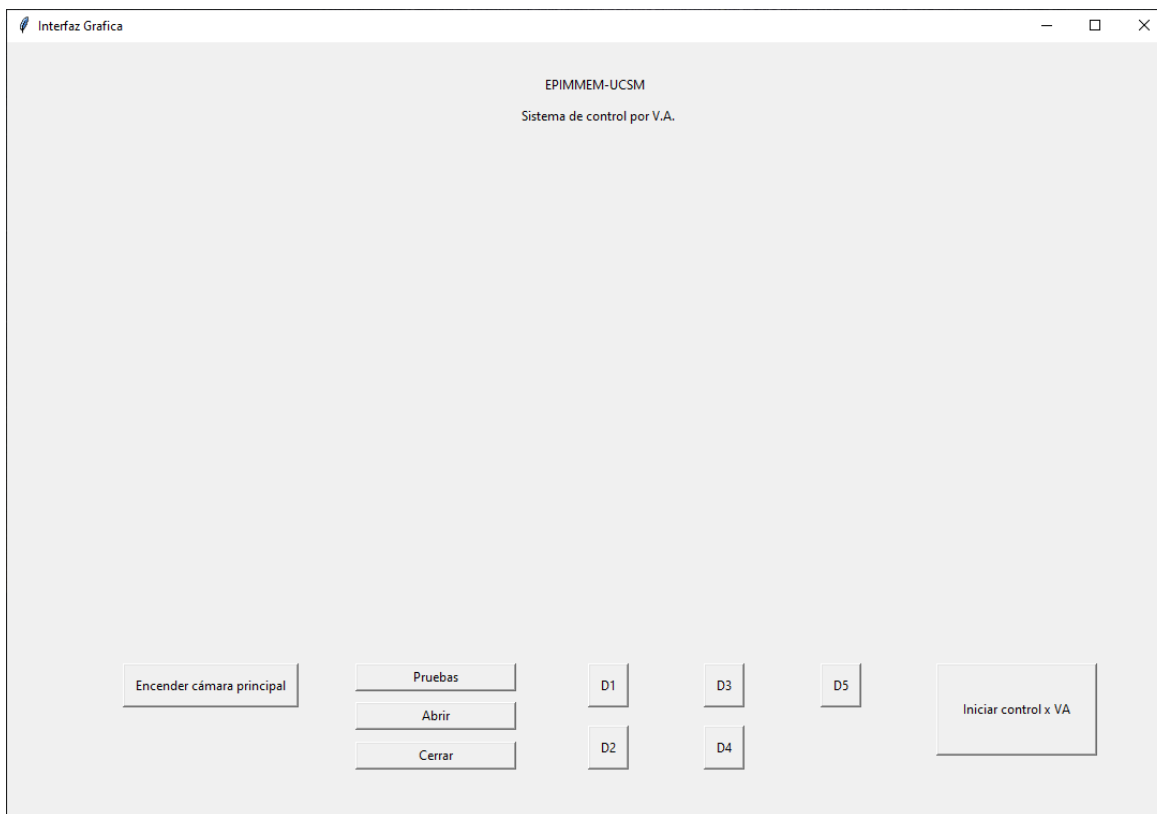 Interfaz Grafica
EPIMMEM-UCSM
Sistema de control por V.A.
Encender cámara principal
Pruebas
Abrir
Cerrar
D1
D3
D5
D2
D4
Iniciar control x VA